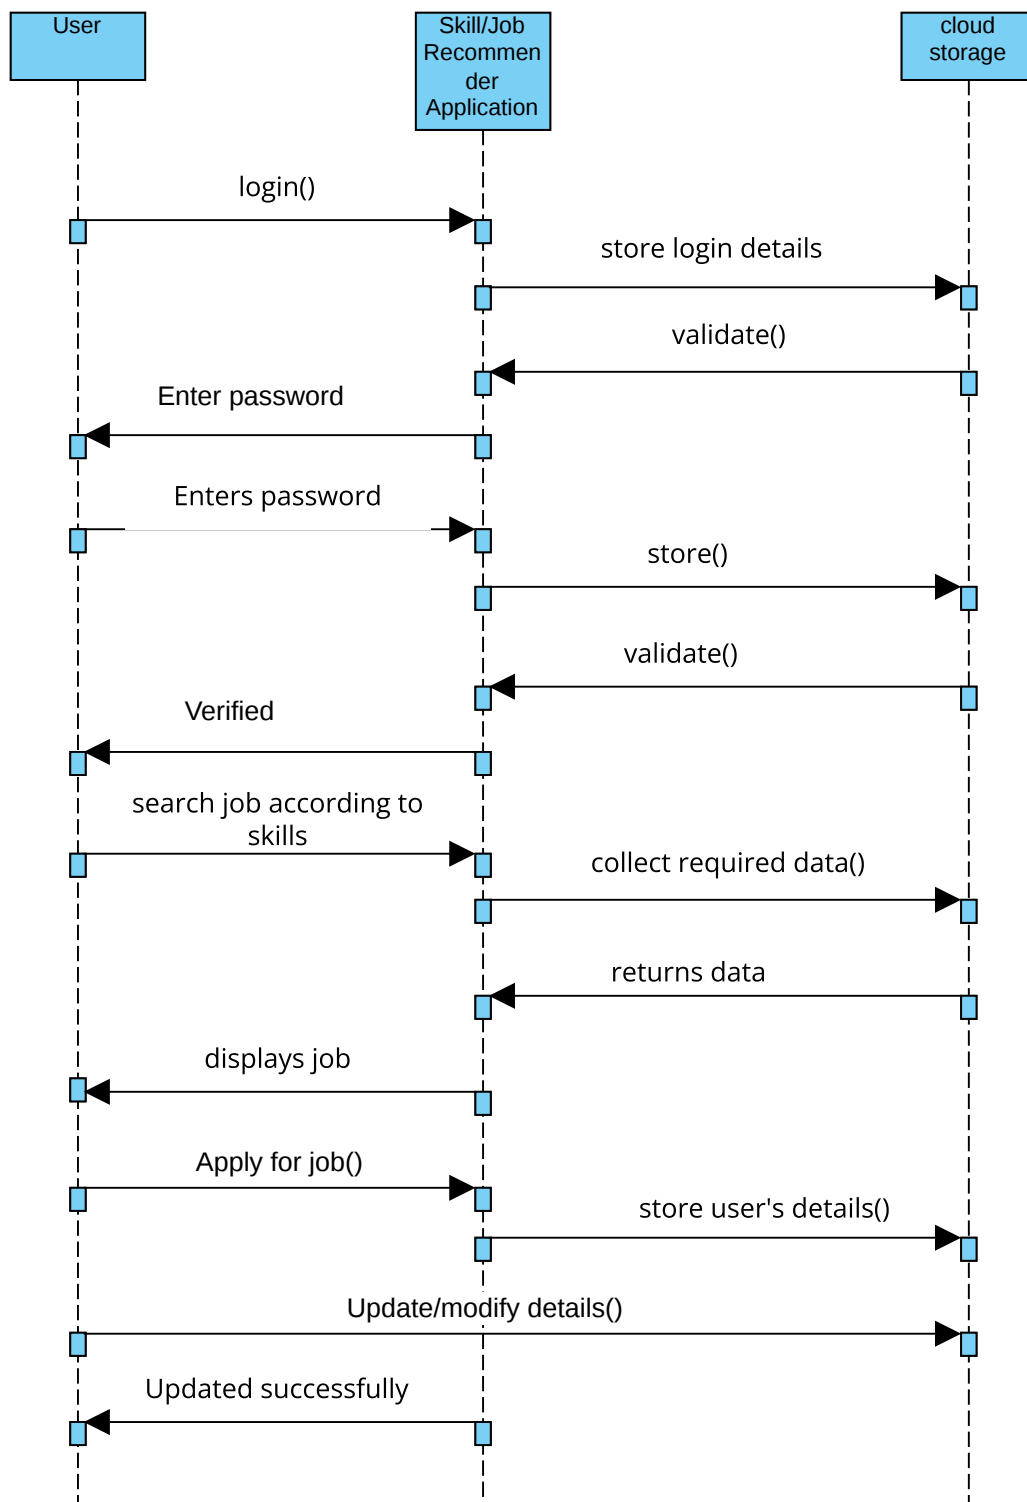 User
Skill/Job
Recommen
der
Application
cloud
storage
login()
store login details
validate()
Enter password
Enters password
store()
validate()
Verified
search job according to
skills
collect required data()
returns data
displays job
Apply for job()
store user's details()
Update/modify details()
Updated successfully